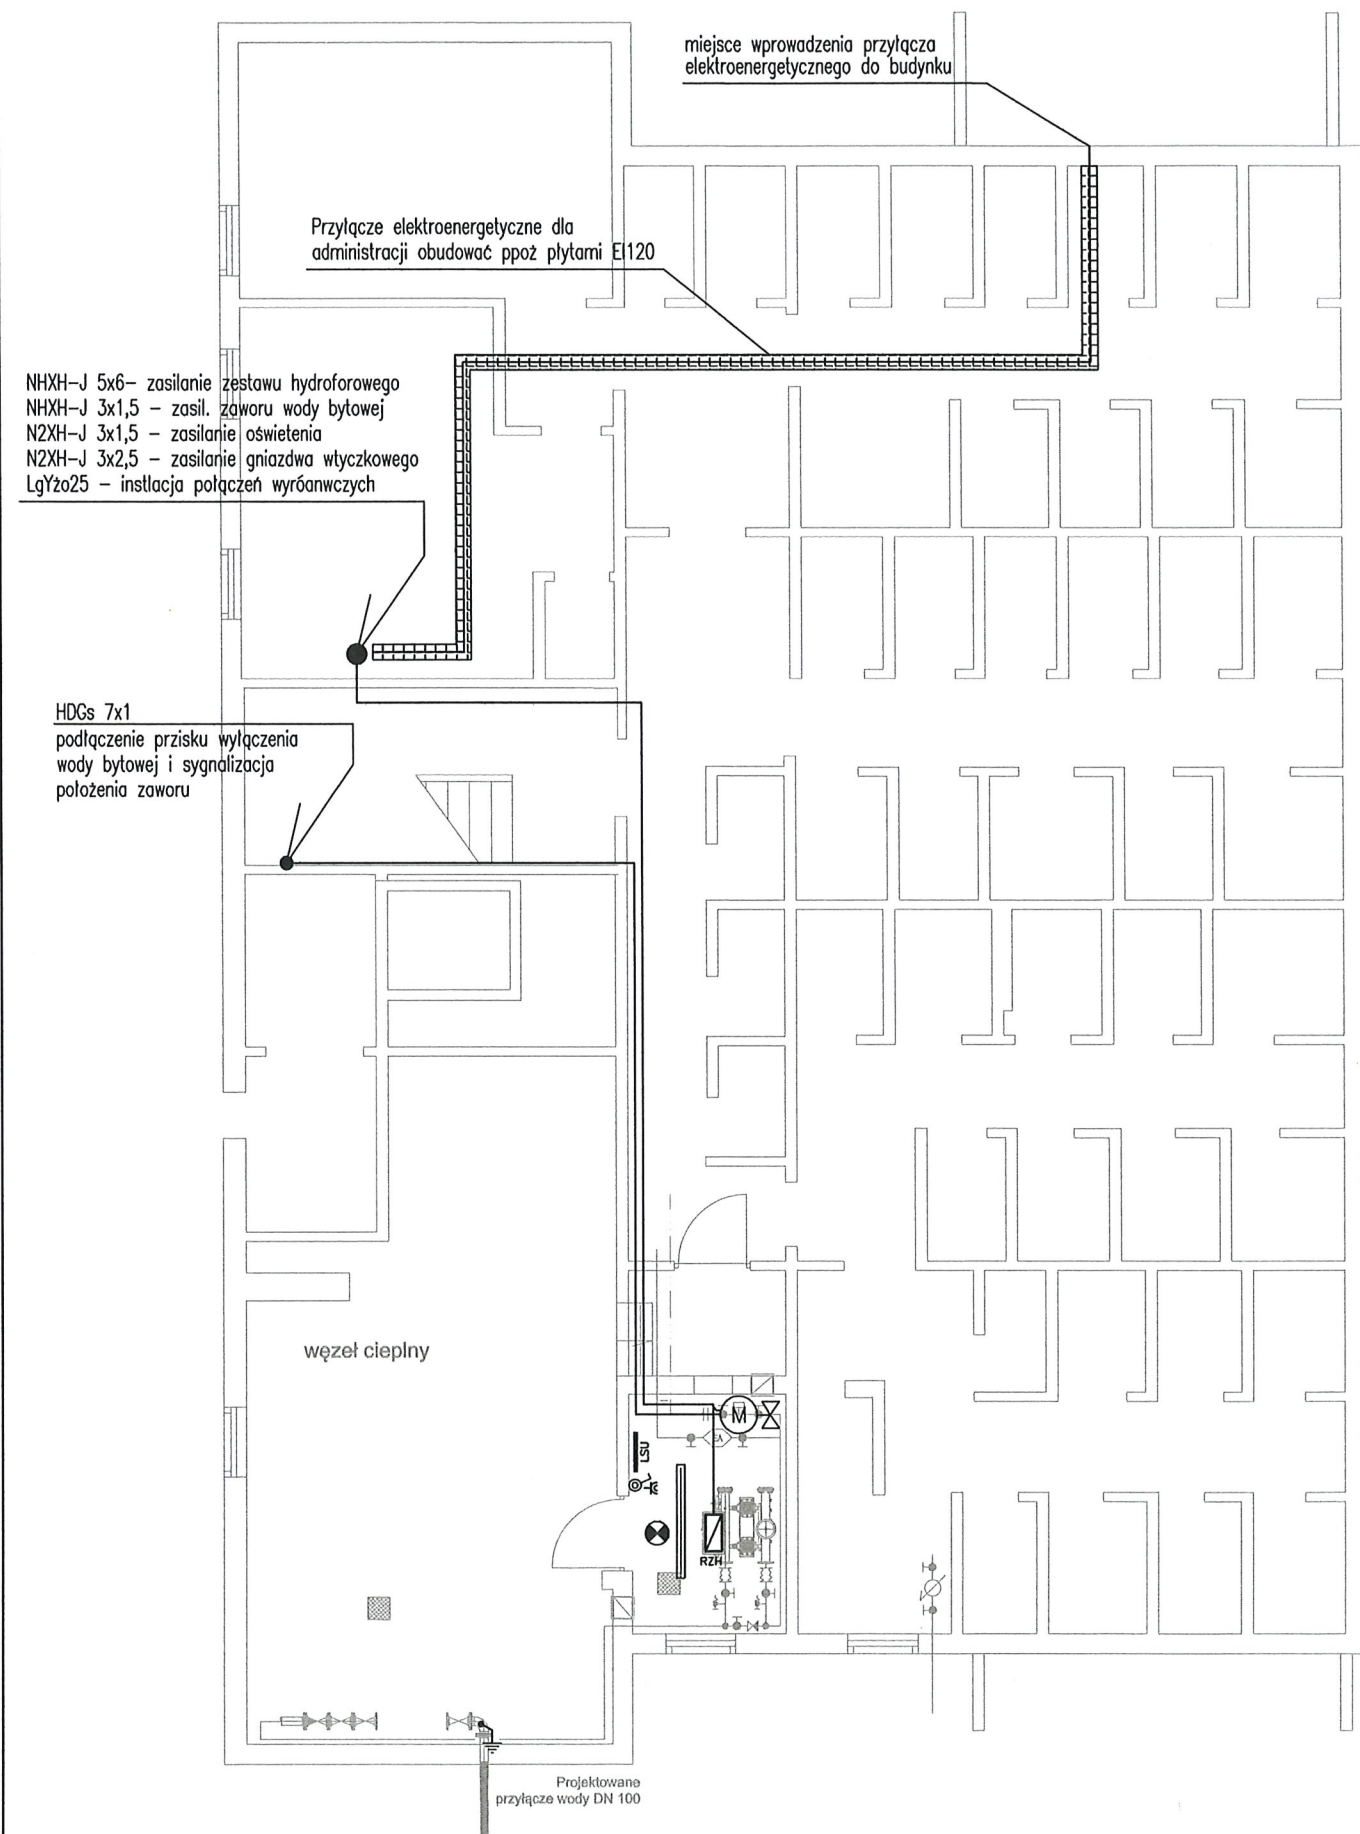 miejsce wprowadzenia przyłącza
elektroenergetycznego do budynku
Przyłącze elektroenergetyczne dla
administracji obudować ppoż płytami EI120
NHXH-J 5x6- zasilanie zestawu hydroforowego
NHXH-J 3x1,5 - zasil. zaworu wody bytowej
N2XH-J 3x1,5 - zasilanie oświetenia
N2XH-J 3x2,5 - zasilanie gniazdwa wtyczkowego
LgYżo25 - instlacja połączeń wyróanwczych
HDGs 7x1
podłączenie przisku wyłączenia
wody bytowej i sygnalizacja
położenia zaworu
węzeł cieplny
M
EA
LSU
RZH
Projektowane
przyłącze wody DN 100